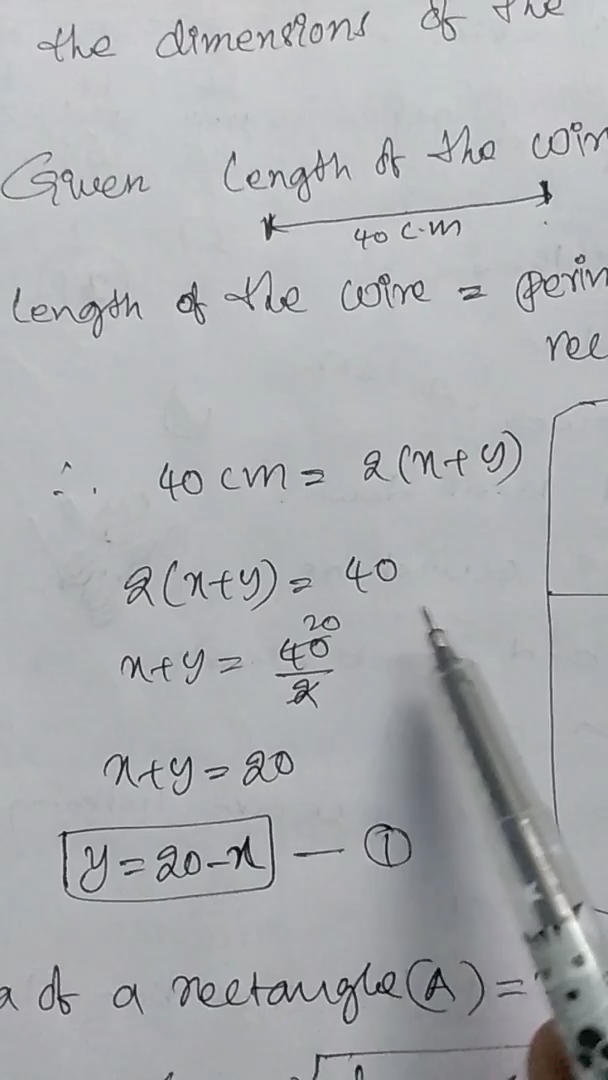 the dimensions of the
Given length of the
40 c.m
length of the wire =
∴ 40 cm = 2(x+y)
2(x+y) = 40
x+y = 40/2 20
x+y = 20
y = 20-x — ①
of a rectangle (A) =